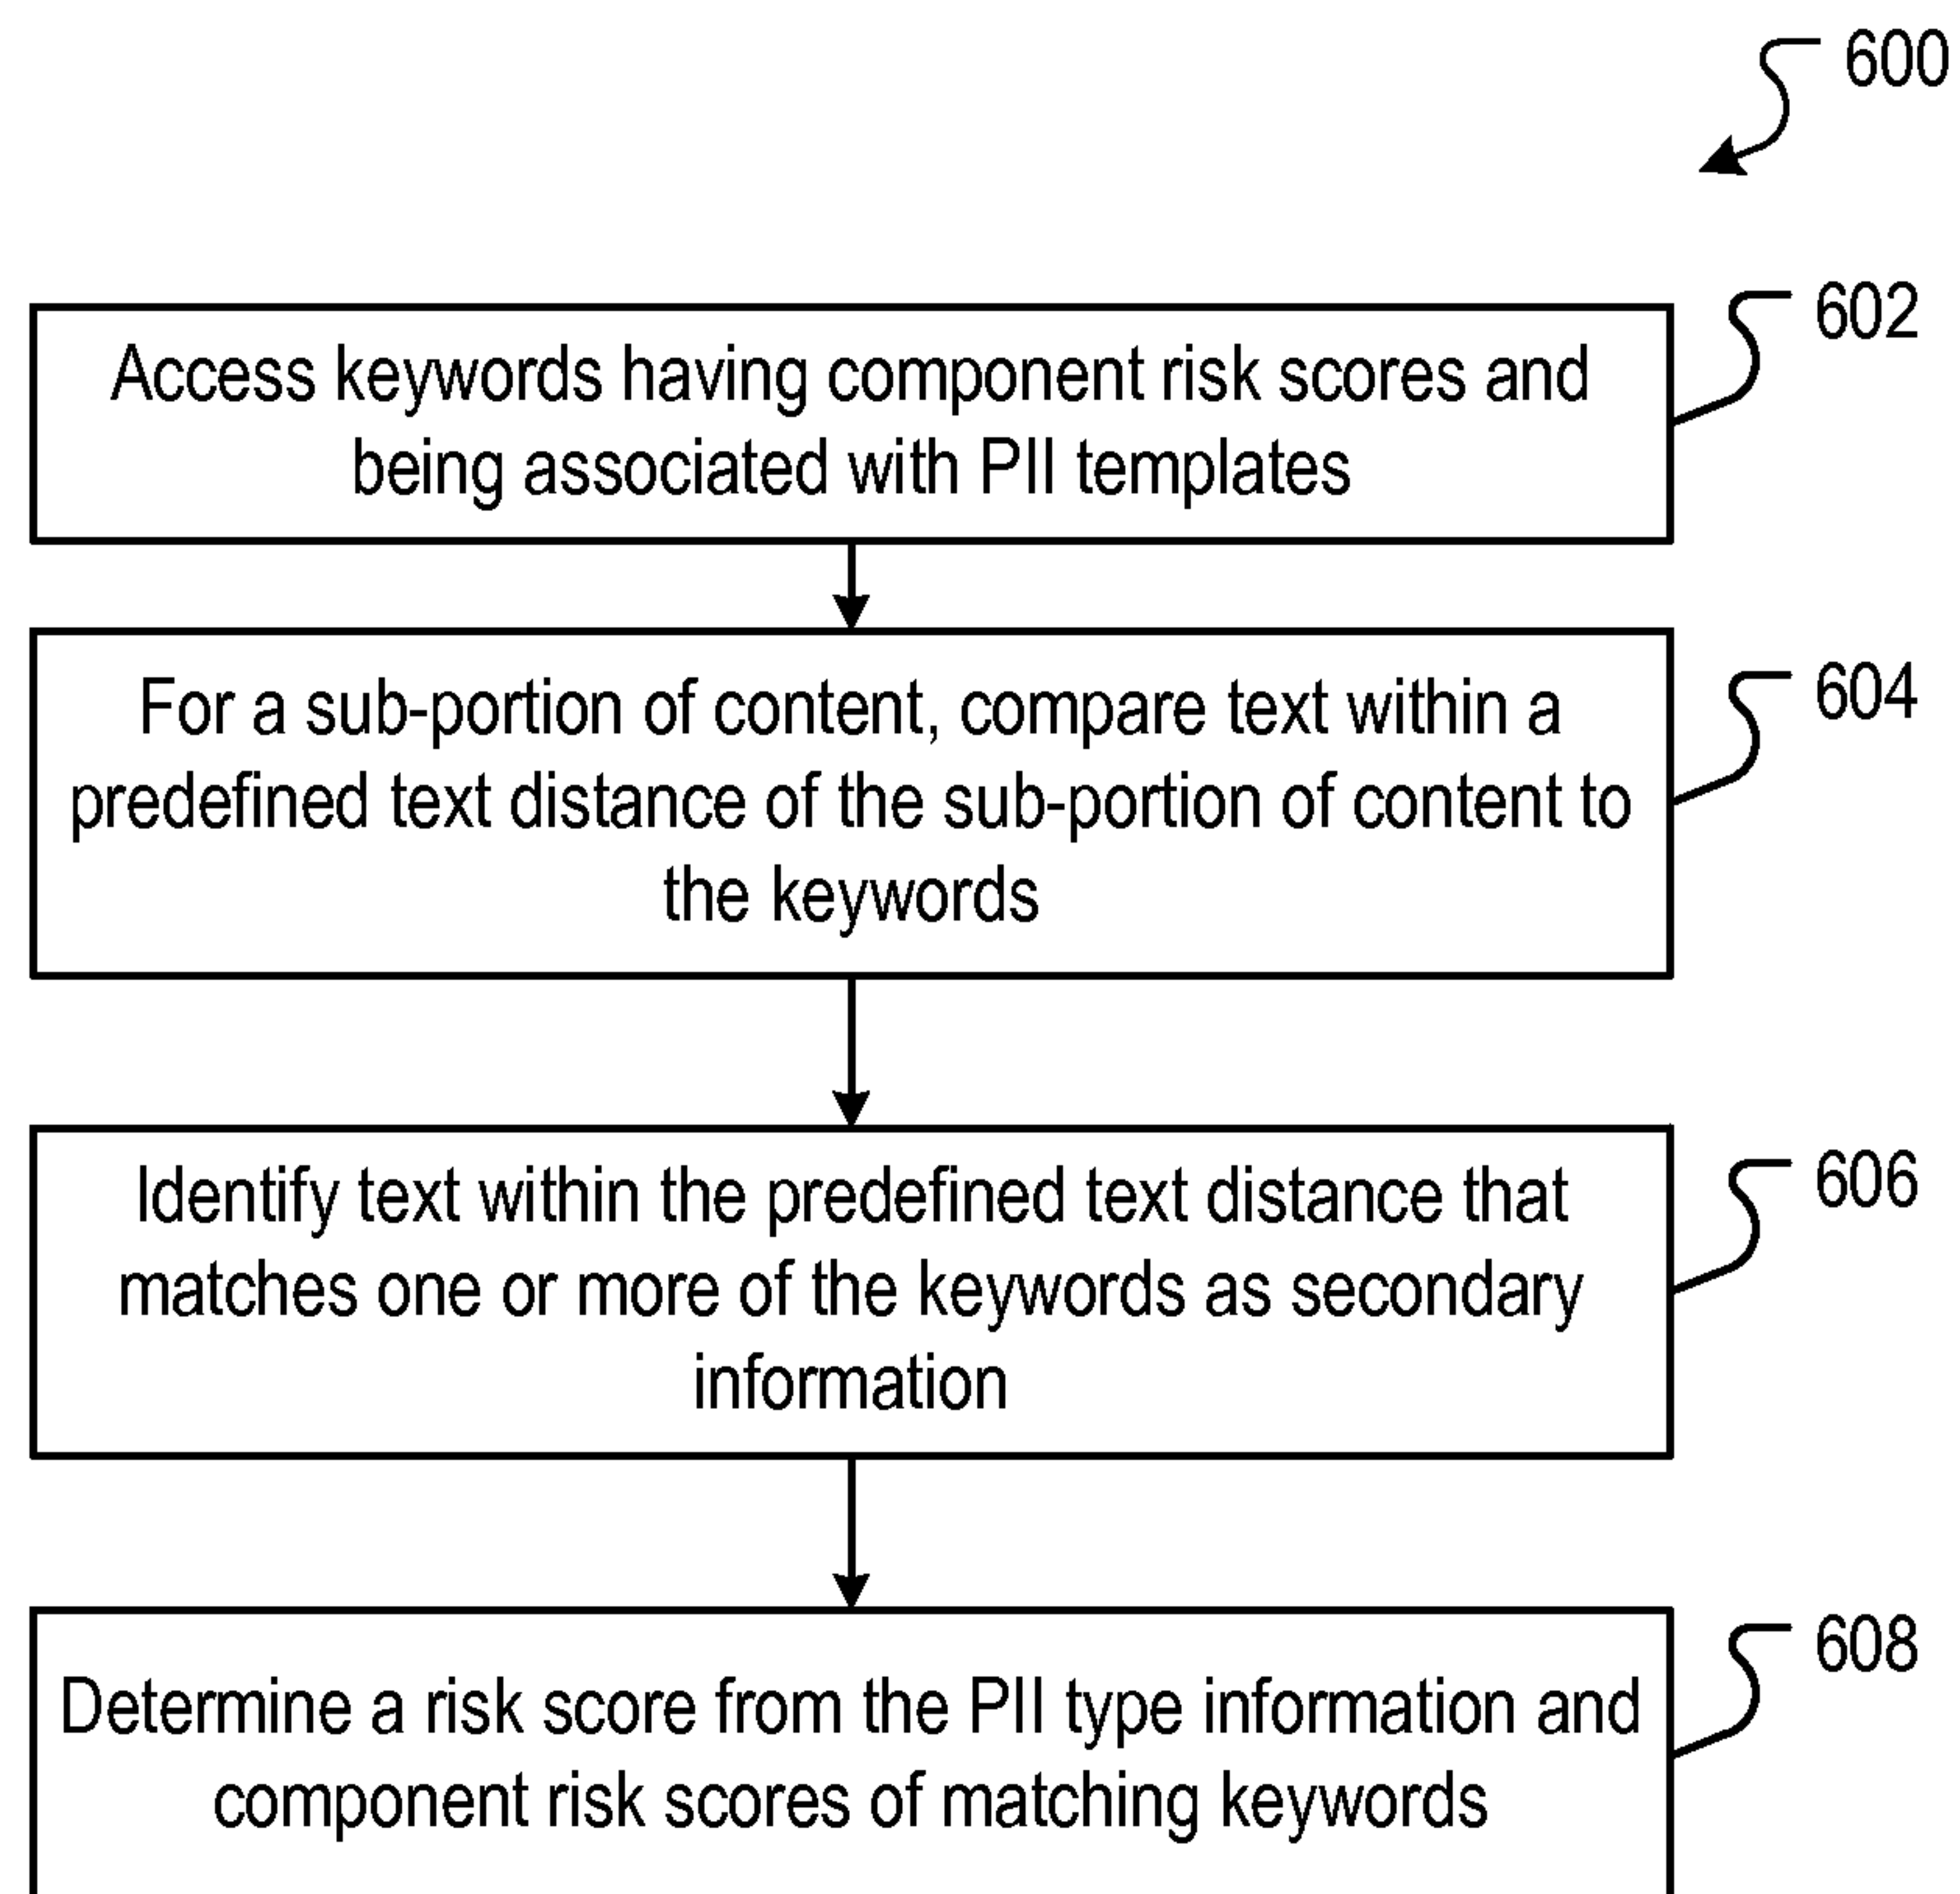 600
602
Access keywords having component risk scores and
being associated with PII templates
604
For a sub-portion of content, compare text within a
predefined text distance of the sub-portion of content to
the keywords
606
Identify text within the predefined text distance that
matches one or more of the keywords as secondary
information
608
Determine a risk score from the PII type information and
component risk scores of matching keywords